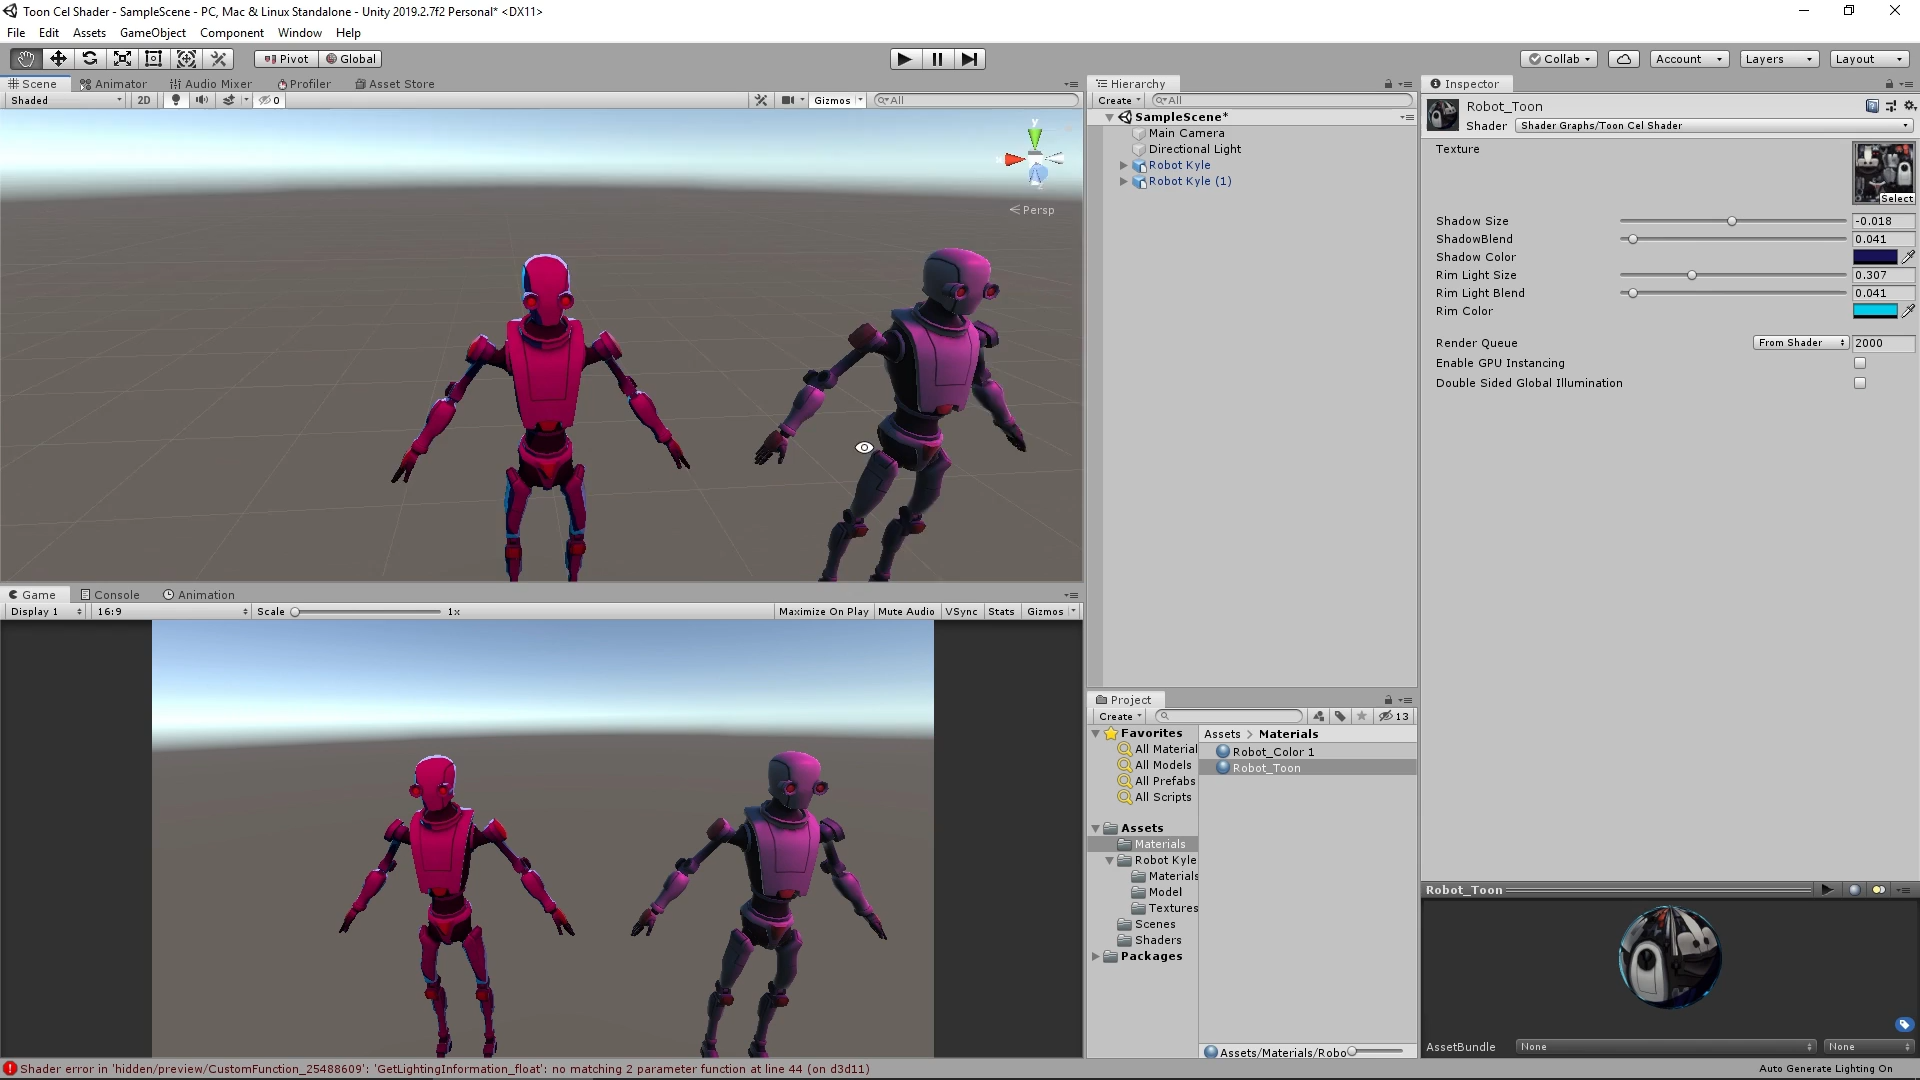 Toon Cel Shader - SampleScene - PC, Mac & Linux Standalone - Unity 2019.2.7f2 Personal* <DX11>
File Edit Assets GameObject Component Window Help
Pivot Global Collab Account Layers Layout
Scene Animator Audio Mixer Profiler Asset Store
Shaded 2D 0 Gizmos All
y
Persp
Hierarchy
Create All
SampleScene*
Main Camera
Directional Light
Robot Kyle
Robot Kyle (1)
Inspector
Robot_Toon
Shader Shader Graphs/Toon Cel Shader
Texture
Select
Shadow Size -0.018
ShadowBlend 0.041
Shadow Color
Rim Light Size 0.307
Rim Light Blend 0.041
Rim Color
Render Queue From Shader 2000
Enable GPU Instancing
Double Sided Global Illumination
Game Console Animation
Display 1 16:9 Scale 1x Maximize On Play Mute Audio VSync Stats Gizmos
Project
Create 13
Favorites
All Material
All Models
All Prefabs
All Scripts
Assets
Materials
Robot Kyle
Materials
Model
Textures
Scenes
Shaders
Packages
Assets > Materials
Robot_Color 1
Robot_Toon
Assets/Materials/Robo
Robot_Toon
AssetBundle None None
Shader error in 'hidden/preview/CustomFunction_25488609': 'GetLightingInformation_float': no matching 2 parameter function at line 44 (on d3d11)
Auto Generate Lighting On